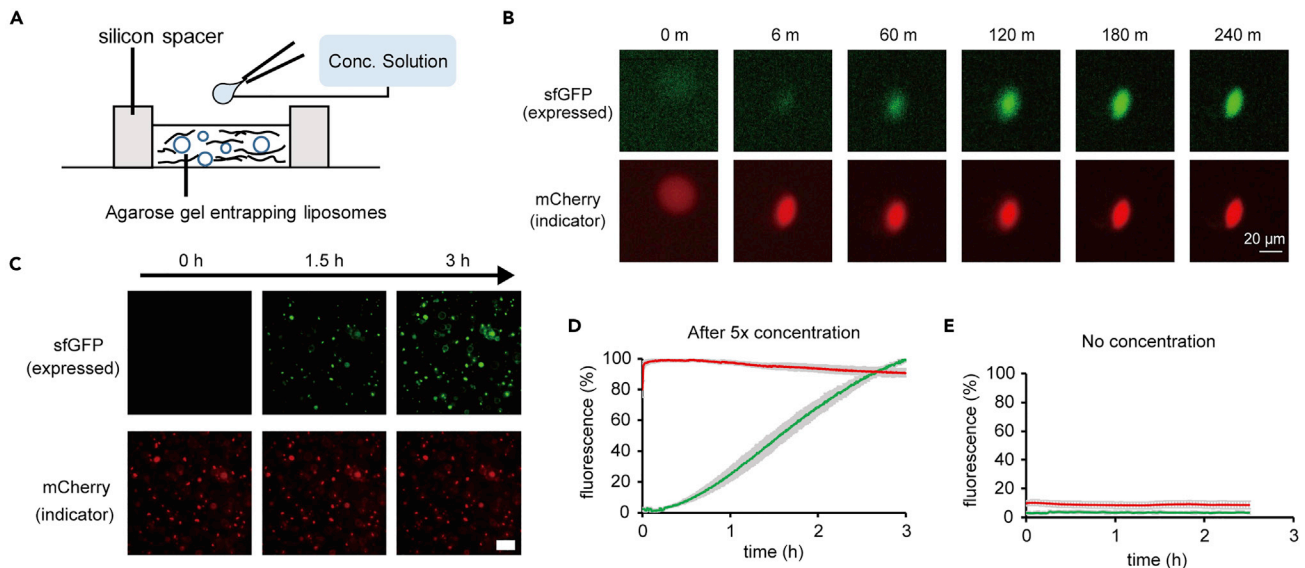 A
silicon spacer
Conc. Solution
Agarose gel entrapping liposomes
B
0 m 6 m 60 m 120 m 180 m 240 m
sfGFP
(expressed)
mCherry
(indicator)
20 µm
C
0 h 1.5 h 3 h
sfGFP
(expressed)
mCherry
(indicator)
D
After 5x concentration
fluorescence (%)
100
80
60
40
20
0
0 1 2 3
time (h)
E
No concentration
fluorescence (%)
100
80
60
40
20
0
0 1 2 3
time (h)